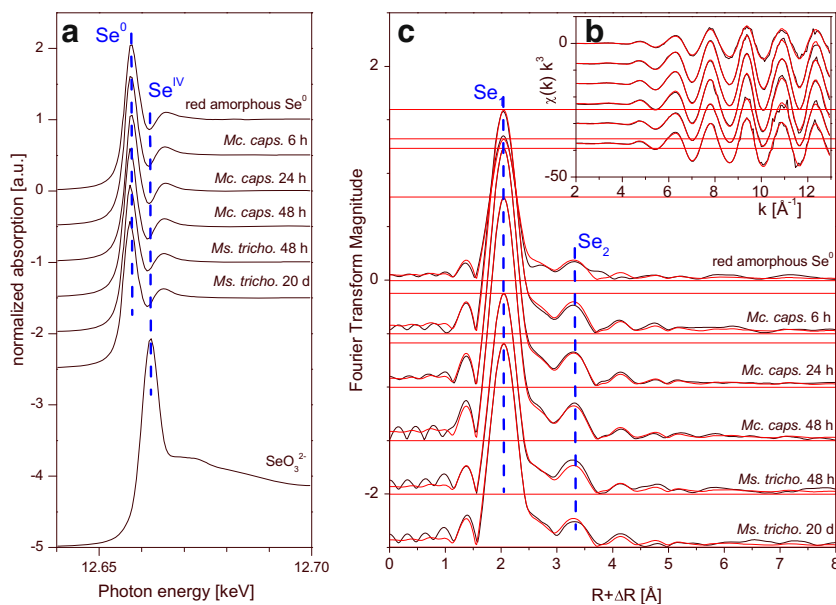 a
Se⁰
Se^IV
red amorphous Se⁰
Mc. caps. 6 h
Mc. caps. 24 h
Mc. caps. 48 h
Ms. tricho. 48 h
Ms. tricho. 20 d
SeO₃²⁻
2
1
0
-1
-2
-3
-4
-5
normalized absorption [a.u.]
12.65
12.70
Photon energy [keV]
c
Se₁
Se₂
red amorphous Se⁰
Mc. caps. 6 h
Mc. caps. 24 h
Mc. caps. 48 h
Ms. tricho. 48 h
Ms. tricho. 20 d
2
0
-2
Fourier Transform Magnitude
0
1
2
3
4
5
6
7
8
R+ΔR [Å]
b
0
-50
χ(k) k³
2
4
6
8
10
12
k [Å⁻¹]